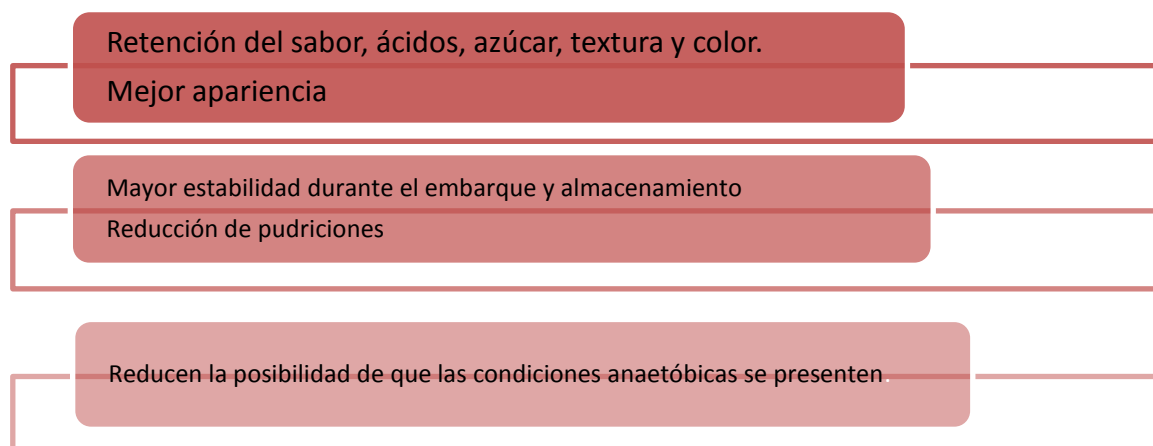 Retención del sabor, ácidos, azúcar, textura y color.
Mejor apariencia
Mayor estabilidad durante el embarque y almacenamiento
Reducción de pudriciones
Reducen la posibilidad de que las condiciones anaetóbicas se presenten.